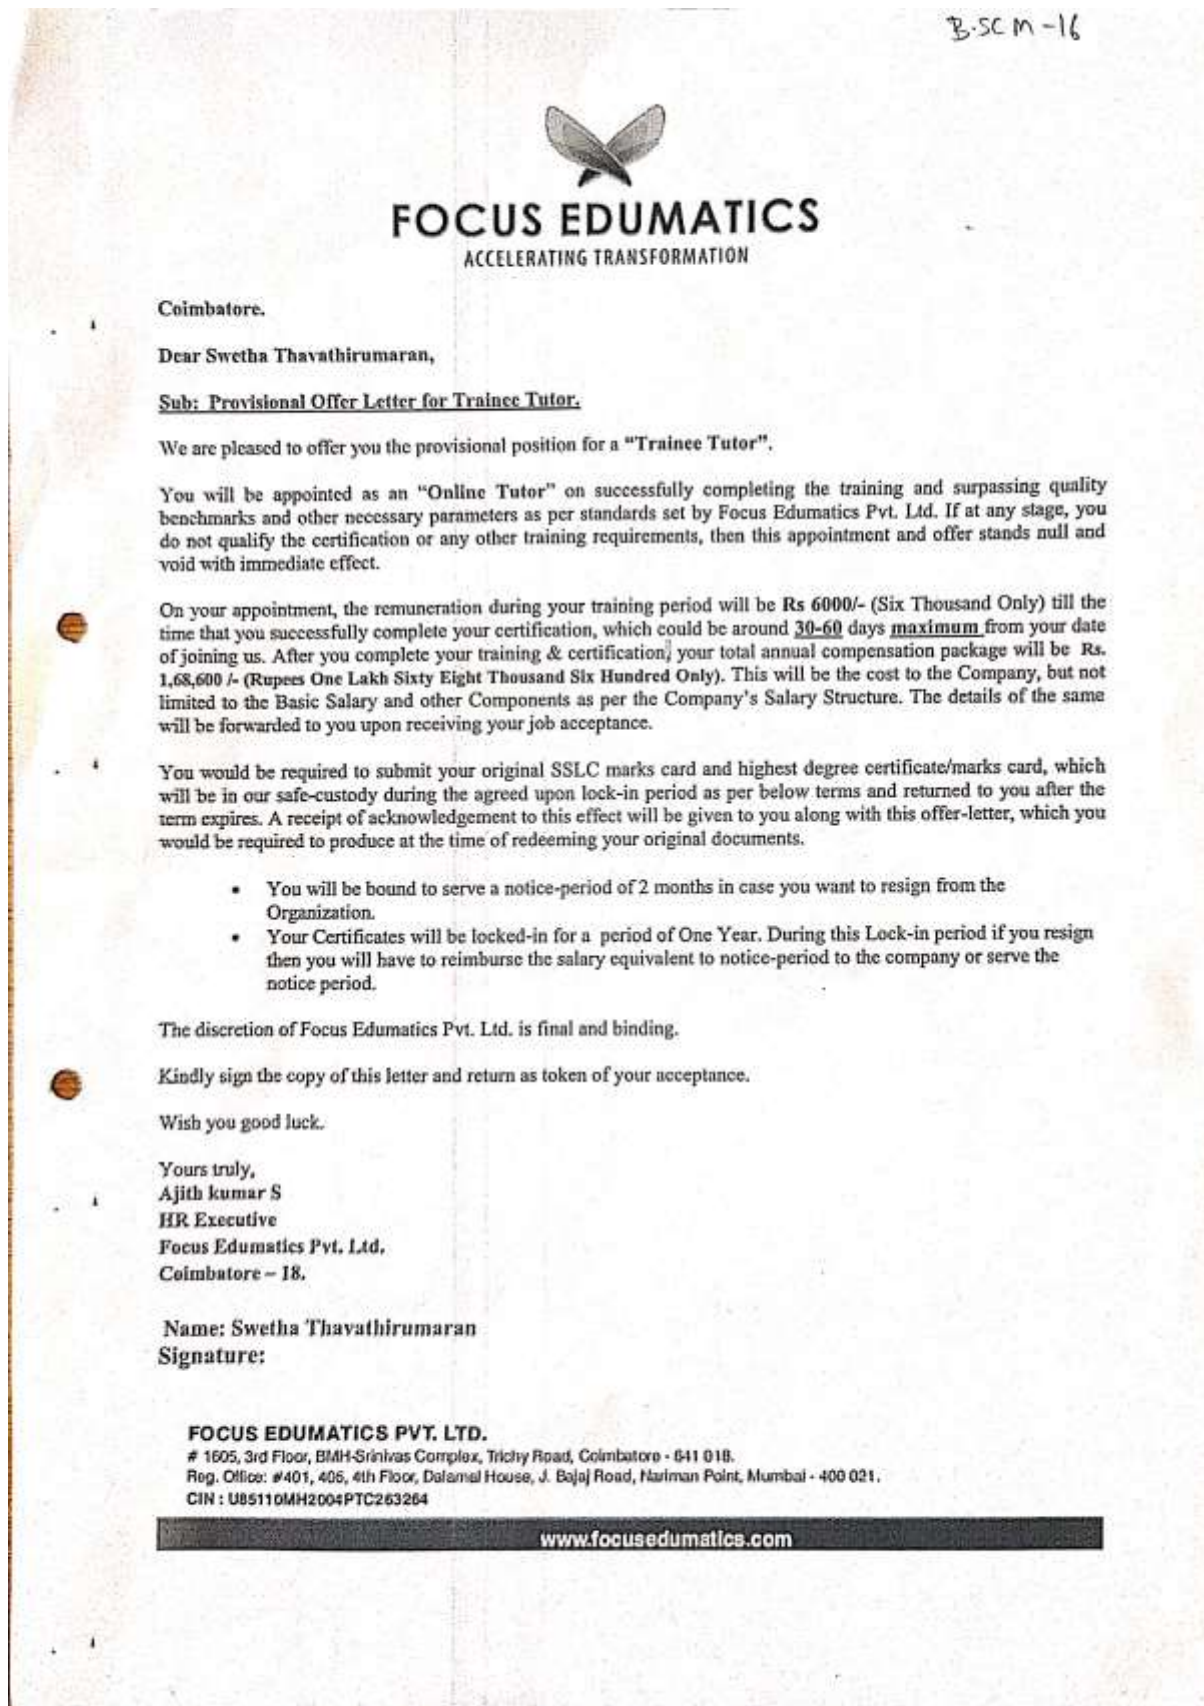 B.SC M-16
FOCUS EDUMATICS
ACCELERATING TRANSFORMATION
Coimbatore.
Dear Swetha Thavathirumaran,
Sub: Provisional Offer Letter for Trainee Tutor.
We are pleased to offer you the provisional position for a “Trainee Tutor”.
You will be appointed as an “Online Tutor” on successfully completing the training and surpassing quality
benchmarks and other necessary parameters as per standards set by Focus Edumatics Pvt. Ltd. If at any stage, you
do not qualify the certification or any other training requirements, then this appointment and offer stands null and
void with immediate effect.
On your appointment, the remuneration during your training period will be Rs 6000/- (Six Thousand Only) till the
time that you successfully complete your certification, which could be around 30-60 days maximum from your date
of joining us. After you complete your training & certification, your total annual compensation package will be Rs.
1,68,600 /- (Rupees One Lakh Sixty Eight Thousand Six Hundred Only). This will be the cost to the Company, but not
limited to the Basic Salary and other Components as per the Company's Salary Structure. The details of the same
will be forwarded to you upon receiving your job acceptance.
You would be required to submit your original SSLC marks card and highest degree certificate/marks card, which
will be in our safe-custody during the agreed upon lock-in period as per below terms and returned to you after the
term expires. A receipt of acknowledgement to this effect will be given to you along with this offer-letter, which you
would be required to produce at the time of redeeming your original documents.
• You will be bound to serve a notice-period of 2 months in case you want to resign from the
Organization.
• Your Certificates will be locked-in for a period of One Year. During this Lock-in period if you resign
then you will have to reimburse the salary equivalent to notice-period to the company or serve the
notice period.
The discretion of Focus Edumatics Pvt. Ltd. is final and binding.
Kindly sign the copy of this letter and return as token of your acceptance.
Wish you good luck.
Yours truly,
Ajith kumar S
HR Executive
Focus Edumatics Pvt. Ltd.
Coimbatore – 18.
Name: Swetha Thavathirumaran
Signature:
FOCUS EDUMATICS PVT. LTD.
# 1605, 3rd Floor, BMH-Srinivas Complex, Trichy Road, Coimbatore - 641 018.
Reg. Office: #401, 405, 4th Floor, Dalamal House, J. Bajaj Road, Nariman Point, Mumbai - 400 021.
CIN : U85110MH2004PTC263264
www.focusedumatics.com